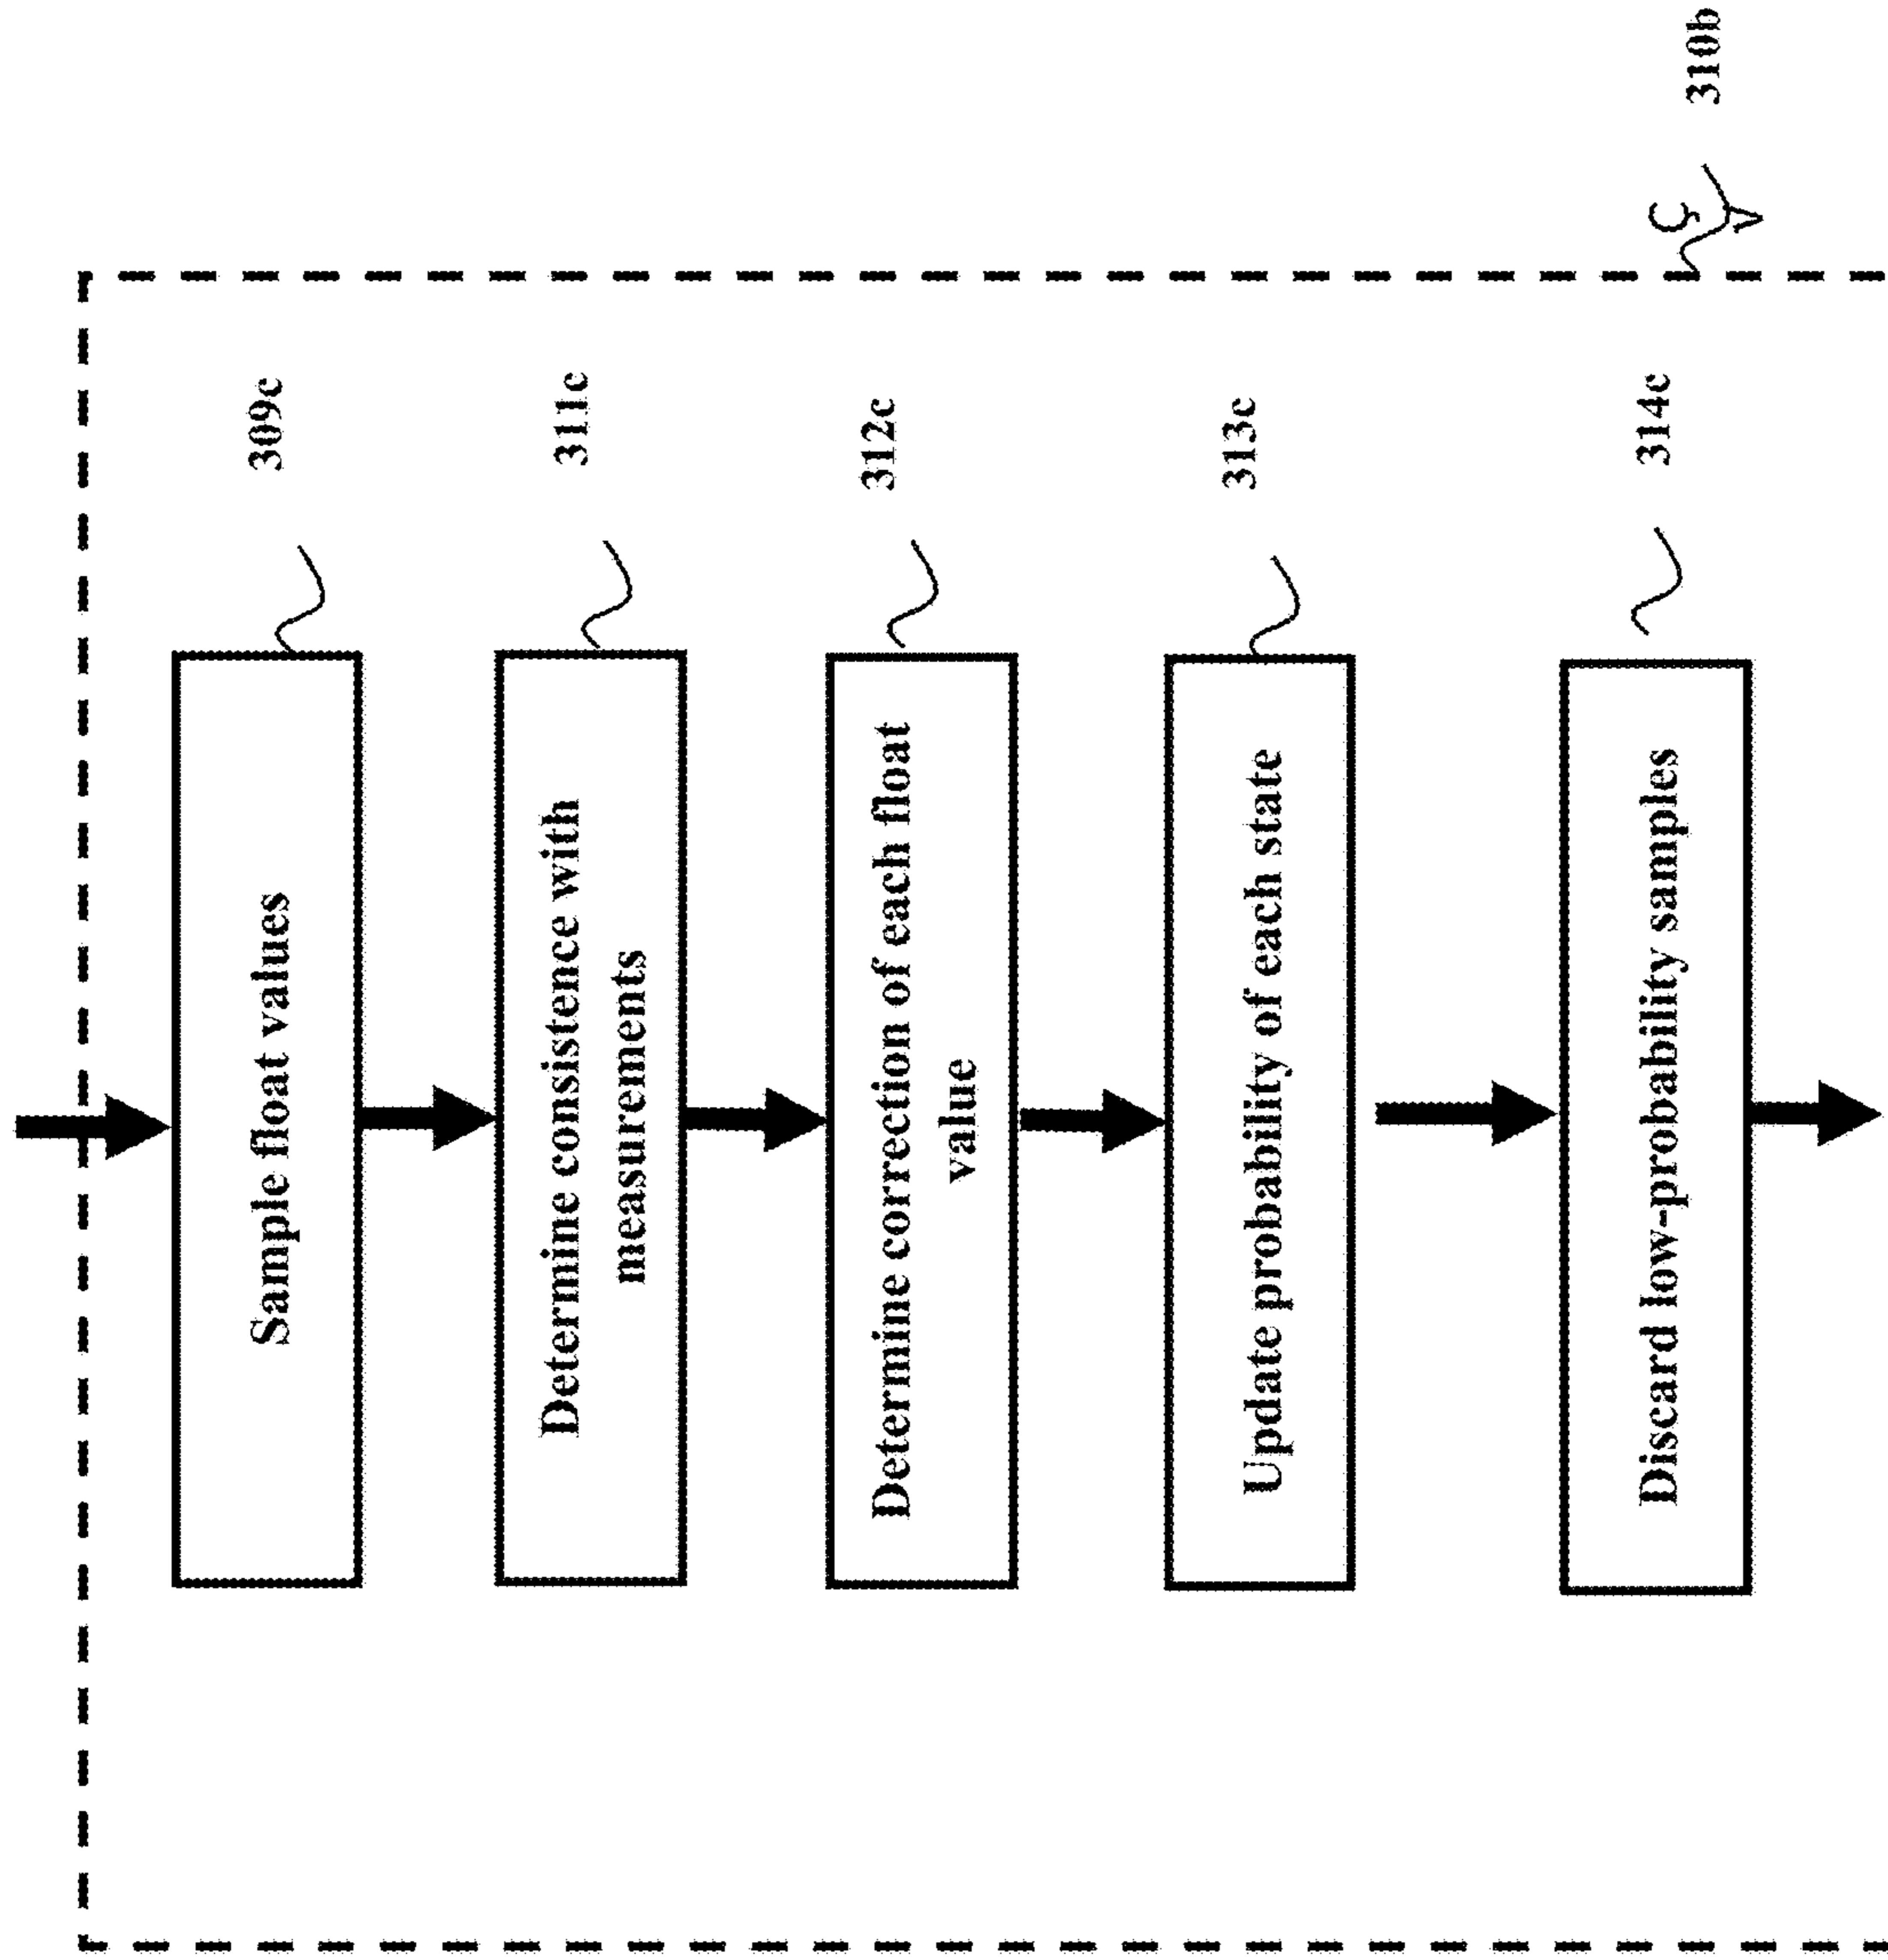 310b
309c
Sample float values
311c
Determine consistence with
measurements
312c
Determine correction of each float
value
313c
Update probability of each state
314c
Discard low-probability samples